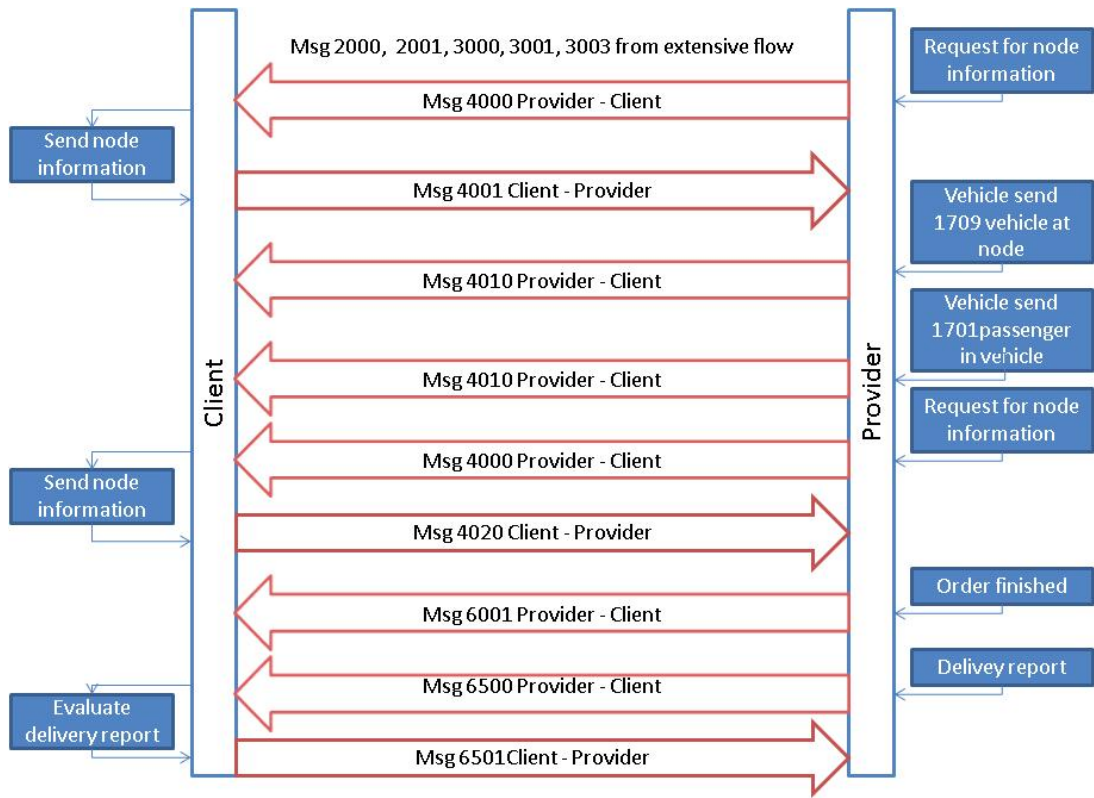 Msg 2000, 2001, 3000, 3001, 3003 from extensive flow
Request for node
information
Msg 4000 Provider - Client
Send node
information
Msg 4001 Client - Provider
Vehicle send
1709 vehicle at
node
Msg 4010 Provider - Client
Vehicle send
1701passenger
in vehicle
Client
Provider
Msg 4010 Provider - Client
Request for node
information
Msg 4000 Provider - Client
Send node
information
Msg 4020 Client - Provider
Order finished
Msg 6001 Provider - Client
Delivey report
Msg 6500 Provider - Client
Evaluate
delivery report
Msg 6501Client - Provider